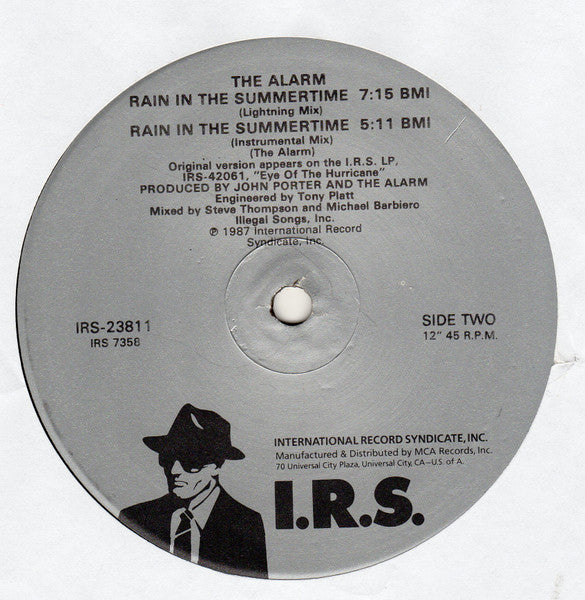 THE ALARM
RAIN IN THE SUMMERTIME 7:15 BMI
(Lightning Mix)
RAIN IN THE SUMMERTIME 5:11 BMI
(Instrumental Mix)
(The Alarm)
Original version appears on the I.R.S. LP,
IRS-42061, "Eye Of The Hurricane"
PRODUCED BY JOHN PORTER AND THE ALARM
Engineered by Tony Platt
Mixed by Steve Thompson and Michael Barbiero
Illegal Songs, Inc.
℗ 1987 International Record
Syndicate, Inc.
IRS-23811
IRS 7358
SIDE TWO
12" 45 R.P.M.
INTERNATIONAL RECORD SYNDICATE, INC.
Manufactured & Distributed by MCA Records, Inc.
70 Universal City Plaza, Universal City, CA–U.S. of A.
I.R.S.